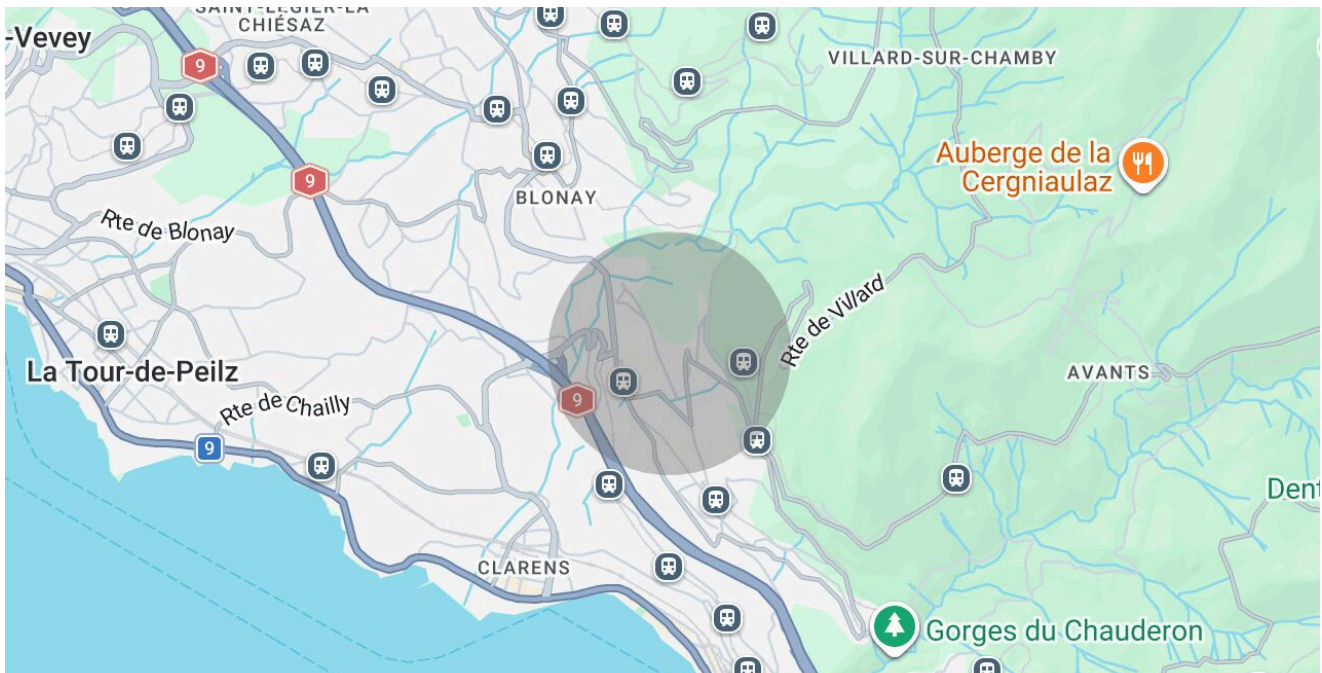 SAINT-LÉGIER-LA
CHIÉSAZ
-Vevey
9
VILLARD-SUR-CHAMBY
Auberge de la
Cergniaulaz
9
BLONAY
Rte de Blonay
Rte de Villard
La Tour-de-Peilz
AVANTS
Rte de Chailly
9
9
Dent
CLARENS
Gorges du Chauderon